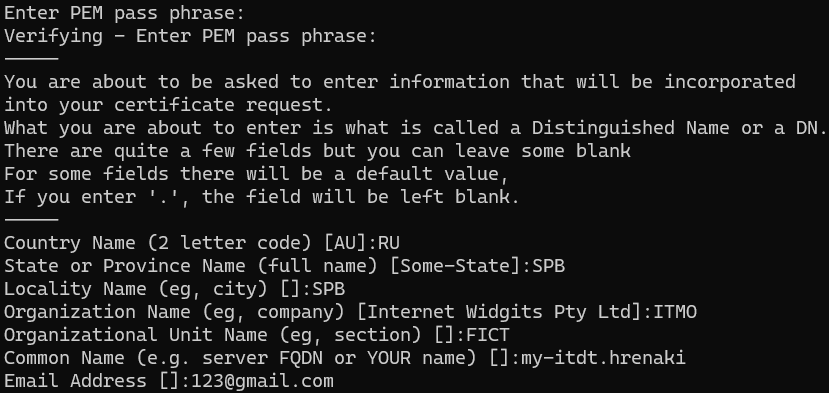 Enter PEM pass phrase:
Verifying - Enter PEM pass phrase:
-----
You are about to be asked to enter information that will be incorporated
into your certificate request.
What you are about to enter is what is called a Distinguished Name or a DN.
There are quite a few fields but you can leave some blank
For some fields there will be a default value,
If you enter '.', the field will be left blank.
-----
Country Name (2 letter code) [AU]:RU
State or Province Name (full name) [Some-State]:SPB
Locality Name (eg, city) []:SPB
Organization Name (eg, company) [Internet Widgits Pty Ltd]:ITMO
Organizational Unit Name (eg, section) []:FICT
Common Name (e.g. server FQDN or YOUR name) []:my-itdt.hrenaki
Email Address []:123@gmail.com